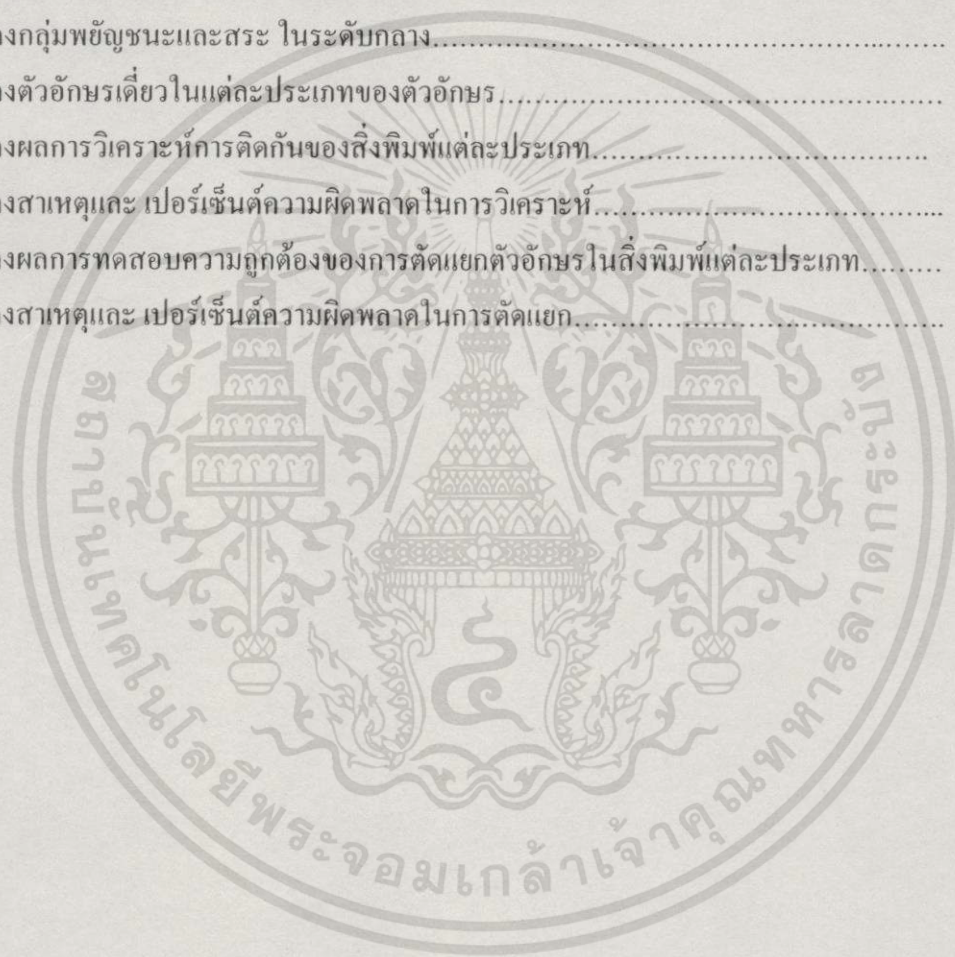 งกลุ่มพยัญชนะและสระ ในระดับกลาง................................................................
งตัวอักษรเดี่ยวในแต่ละประเภทของตัวอักษร................................................................
งผลการวิเคราะห์การติดกันของสิ่งพิมพ์แต่ละประเภท................................................................
งสาเหตุและ เปอร์เซ็นต์ความผิดพลาดในการวิเคราะห์................................................................
งผลการทดสอบความถูกต้องของการตัดแยกตัวอักษรในสิ่งพิมพ์แต่ละประเภท.........
งสาเหตุและ เปอร์เซ็นต์ความผิดพลาดในการตัดแยก................................................................
สถาบันเทคโนโลยีพระจอมเกล้าเจ้าคุณทหารลาดกระบัง